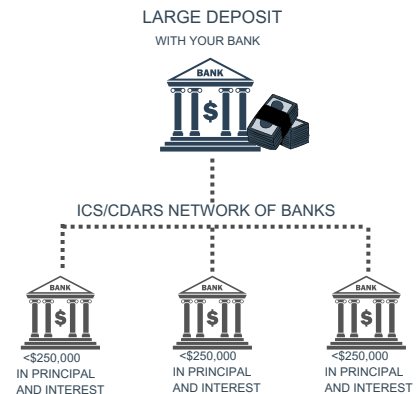 LARGE DEPOSIT
WITH YOUR BANK
BANK
$
ICS/CDARS NETWORK OF BANKS
BANK
$
<$250,000
IN PRINCIPAL
AND INTEREST
BANK
$
<$250,000
IN PRINCIPAL
AND INTEREST
BANK
$
<$250,000
IN PRINCIPAL
AND INTEREST